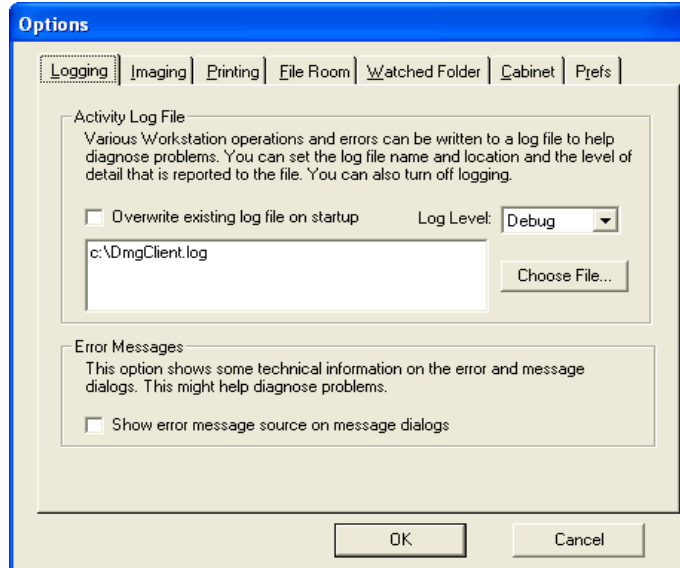 Options
Logging Imaging Printing File Room Watched Folder Cabinet Prefs
Activity Log File
Various Workstation operations and errors can be written to a log file to help
diagnose problems. You can set the log file name and location and the level of
detail that is reported to the file. You can also turn off logging.
Overwrite existing log file on startup Log Level: Debug
c:\DmgClient.log
Choose File...
Error Messages
This option shows some technical information on the error and message
dialogs. This might help diagnose problems.
Show error message source on message dialogs
OK Cancel